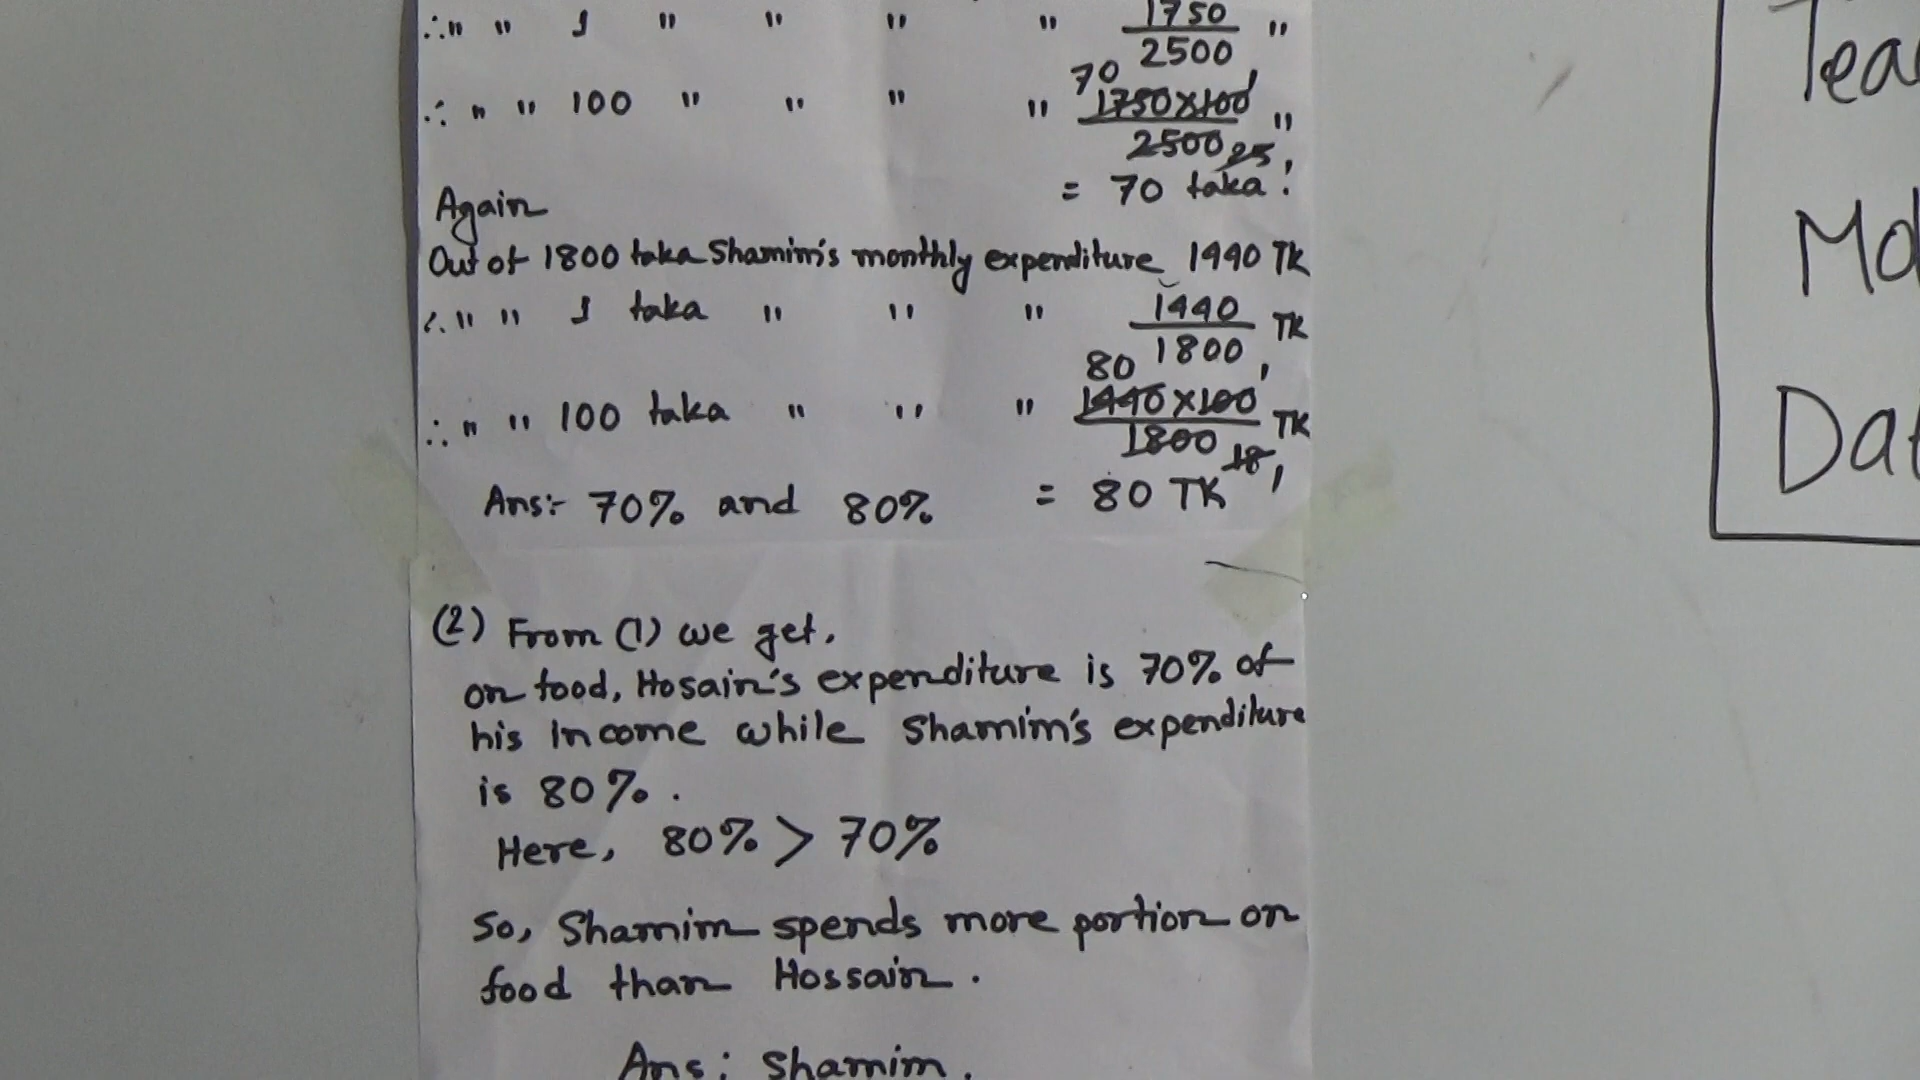 ∴ " " 1 " " " " 1750/2500 "
∴ " " 100 " " " " 1750×100/2500 "
70
25
= 70 taka.
Again
Out of 1800 taka Shamim's monthly expenditure 1440 TK
∴ " " 1 taka " " " 1440/1800 TK
∴ " " 100 taka " " " 1440×100/1800 TK
80
18
= 80 TK
Ans:- 70% and 80%
(2) From (1) we get,
on food, Hosain's expenditure is 70% of
his income while Shamim's expenditure
is 80%.
Here, 80% > 70%
So, Shamim spends more portion on
food than Hossain.
Ans: Shamim.
Tea
Mo
Dat